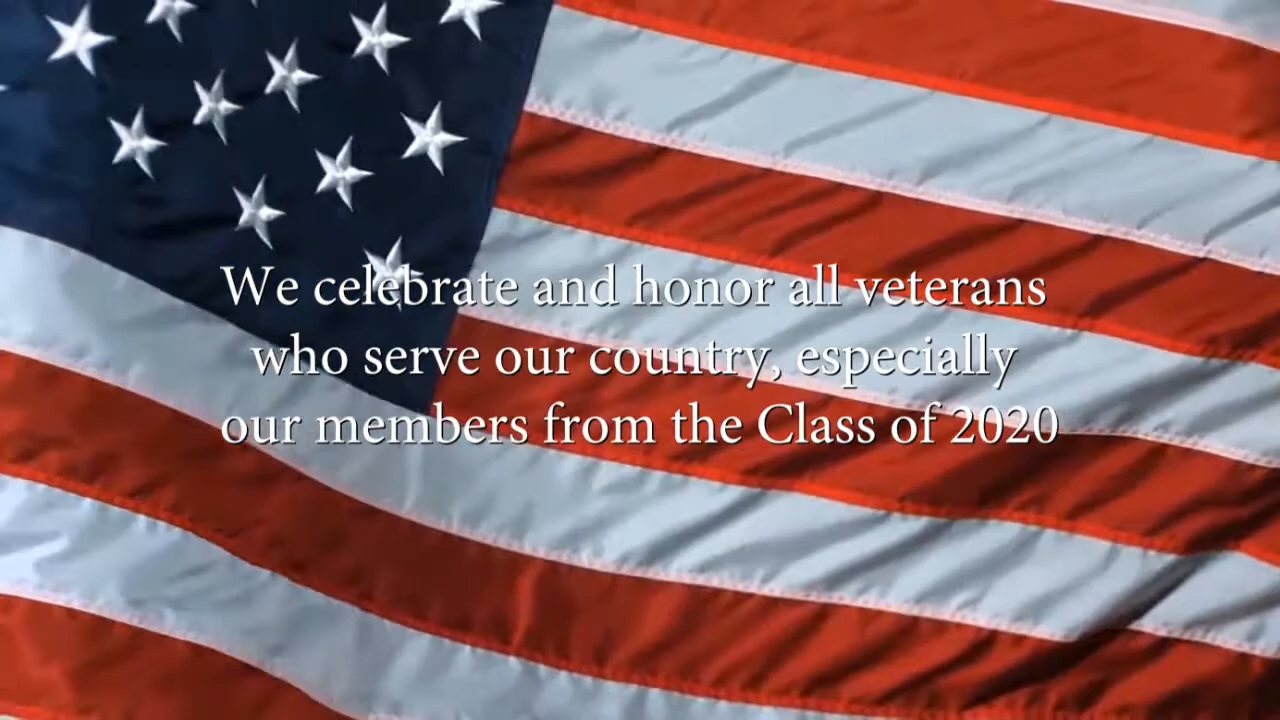 We celebrate and honor all veterans
who serve our country, especially
our members from the Class of 2020